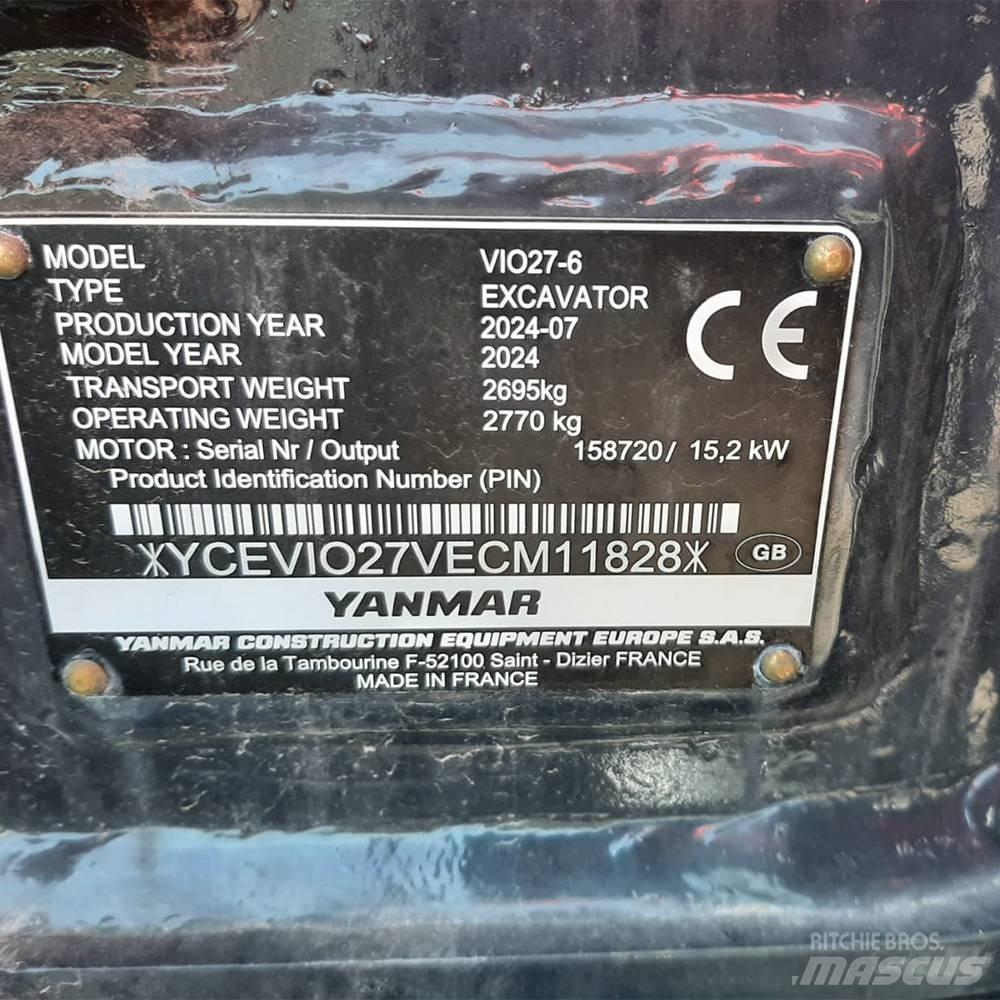 MODEL VIO27-6
TYPE EXCAVATOR
PRODUCTION YEAR 2024-07
MODEL YEAR 2024
TRANSPORT WEIGHT 2695kg
OPERATING WEIGHT 2770 kg
MOTOR : Serial Nr / Output 158720 / 15,2 kW
Product Identification Number (PIN)
*YCEVIO27VECM11828*
GB
CE
YANMAR
YANMAR CONSTRUCTION EQUIPMENT EUROPE S.A.S.
Rue de la Tambourine F-52100 Saint - Dizier FRANCE
MADE IN FRANCE
RITCHIE BROS.
MASCUS